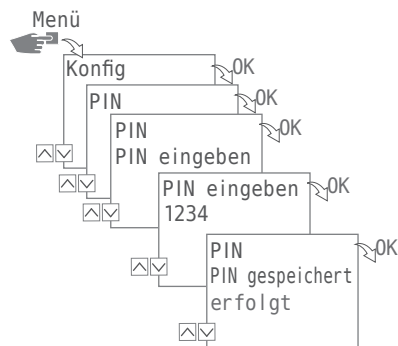 Menü
Konfig
OK
PIN
OK
PIN
OK
PIN eingeben
PIN eingeben
OK
1234
PIN
OK
PIN gespeichert
erfolgt